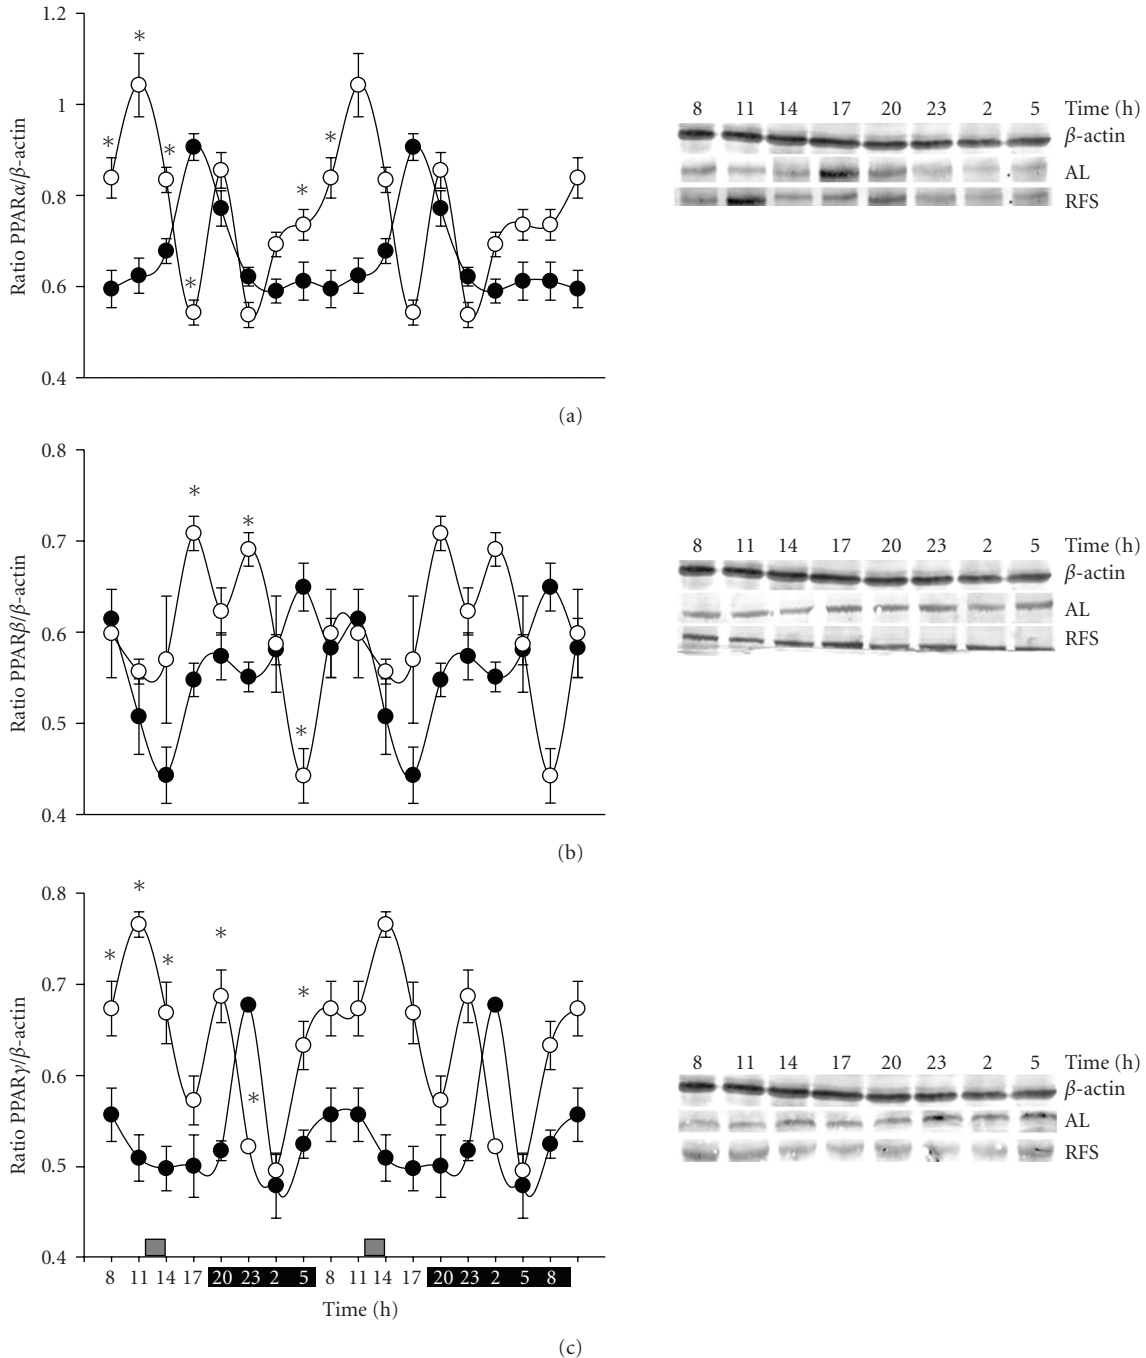 1.2
1
0.8
0.6
0.4
Ratio PPARα/β-actin
* * * * * *
*
(a)
8 11 14 17 20 23 2 5 Time (h)
β-actin
AL
RFS
0.8
0.7
0.6
0.5
0.4
Ratio PPARβ/β-actin
* * *
(b)
8 11 14 17 20 23 2 5 Time (h)
β-actin
AL
RFS
0.8
0.7
0.6
0.5
0.4
Ratio PPARγ/β-actin
* * * * * *
8 11 14 17 20 23 2 5 8 11 14 17 20 23 2 5 8
Time (h)
(c)
8 11 14 17 20 23 2 5 Time (h)
β-actin
AL
RFS